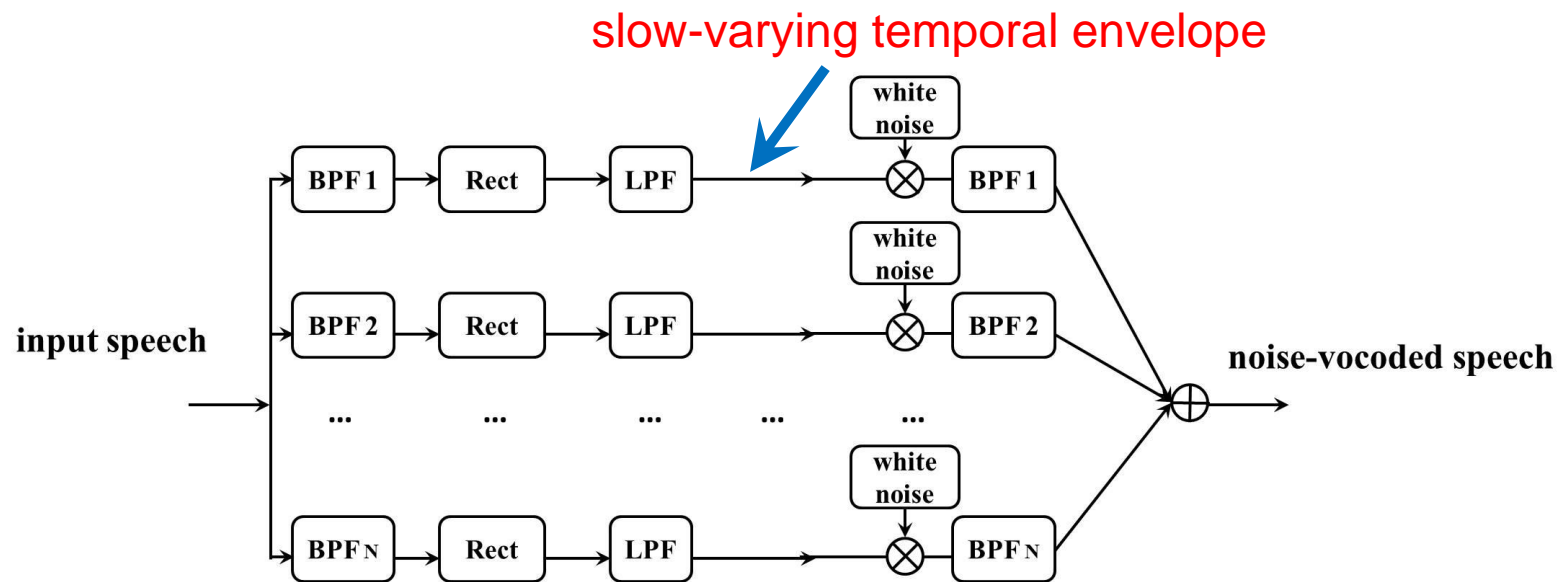 slow-varying temporal envelope
white
noise
BPF 1 Rect LPF BPF 1
white
noise
BPF 2 Rect LPF BPF 2
input speech
noise-vocoded speech
... ... ... ... ...
white
noise
BPF N Rect LPF BPF N